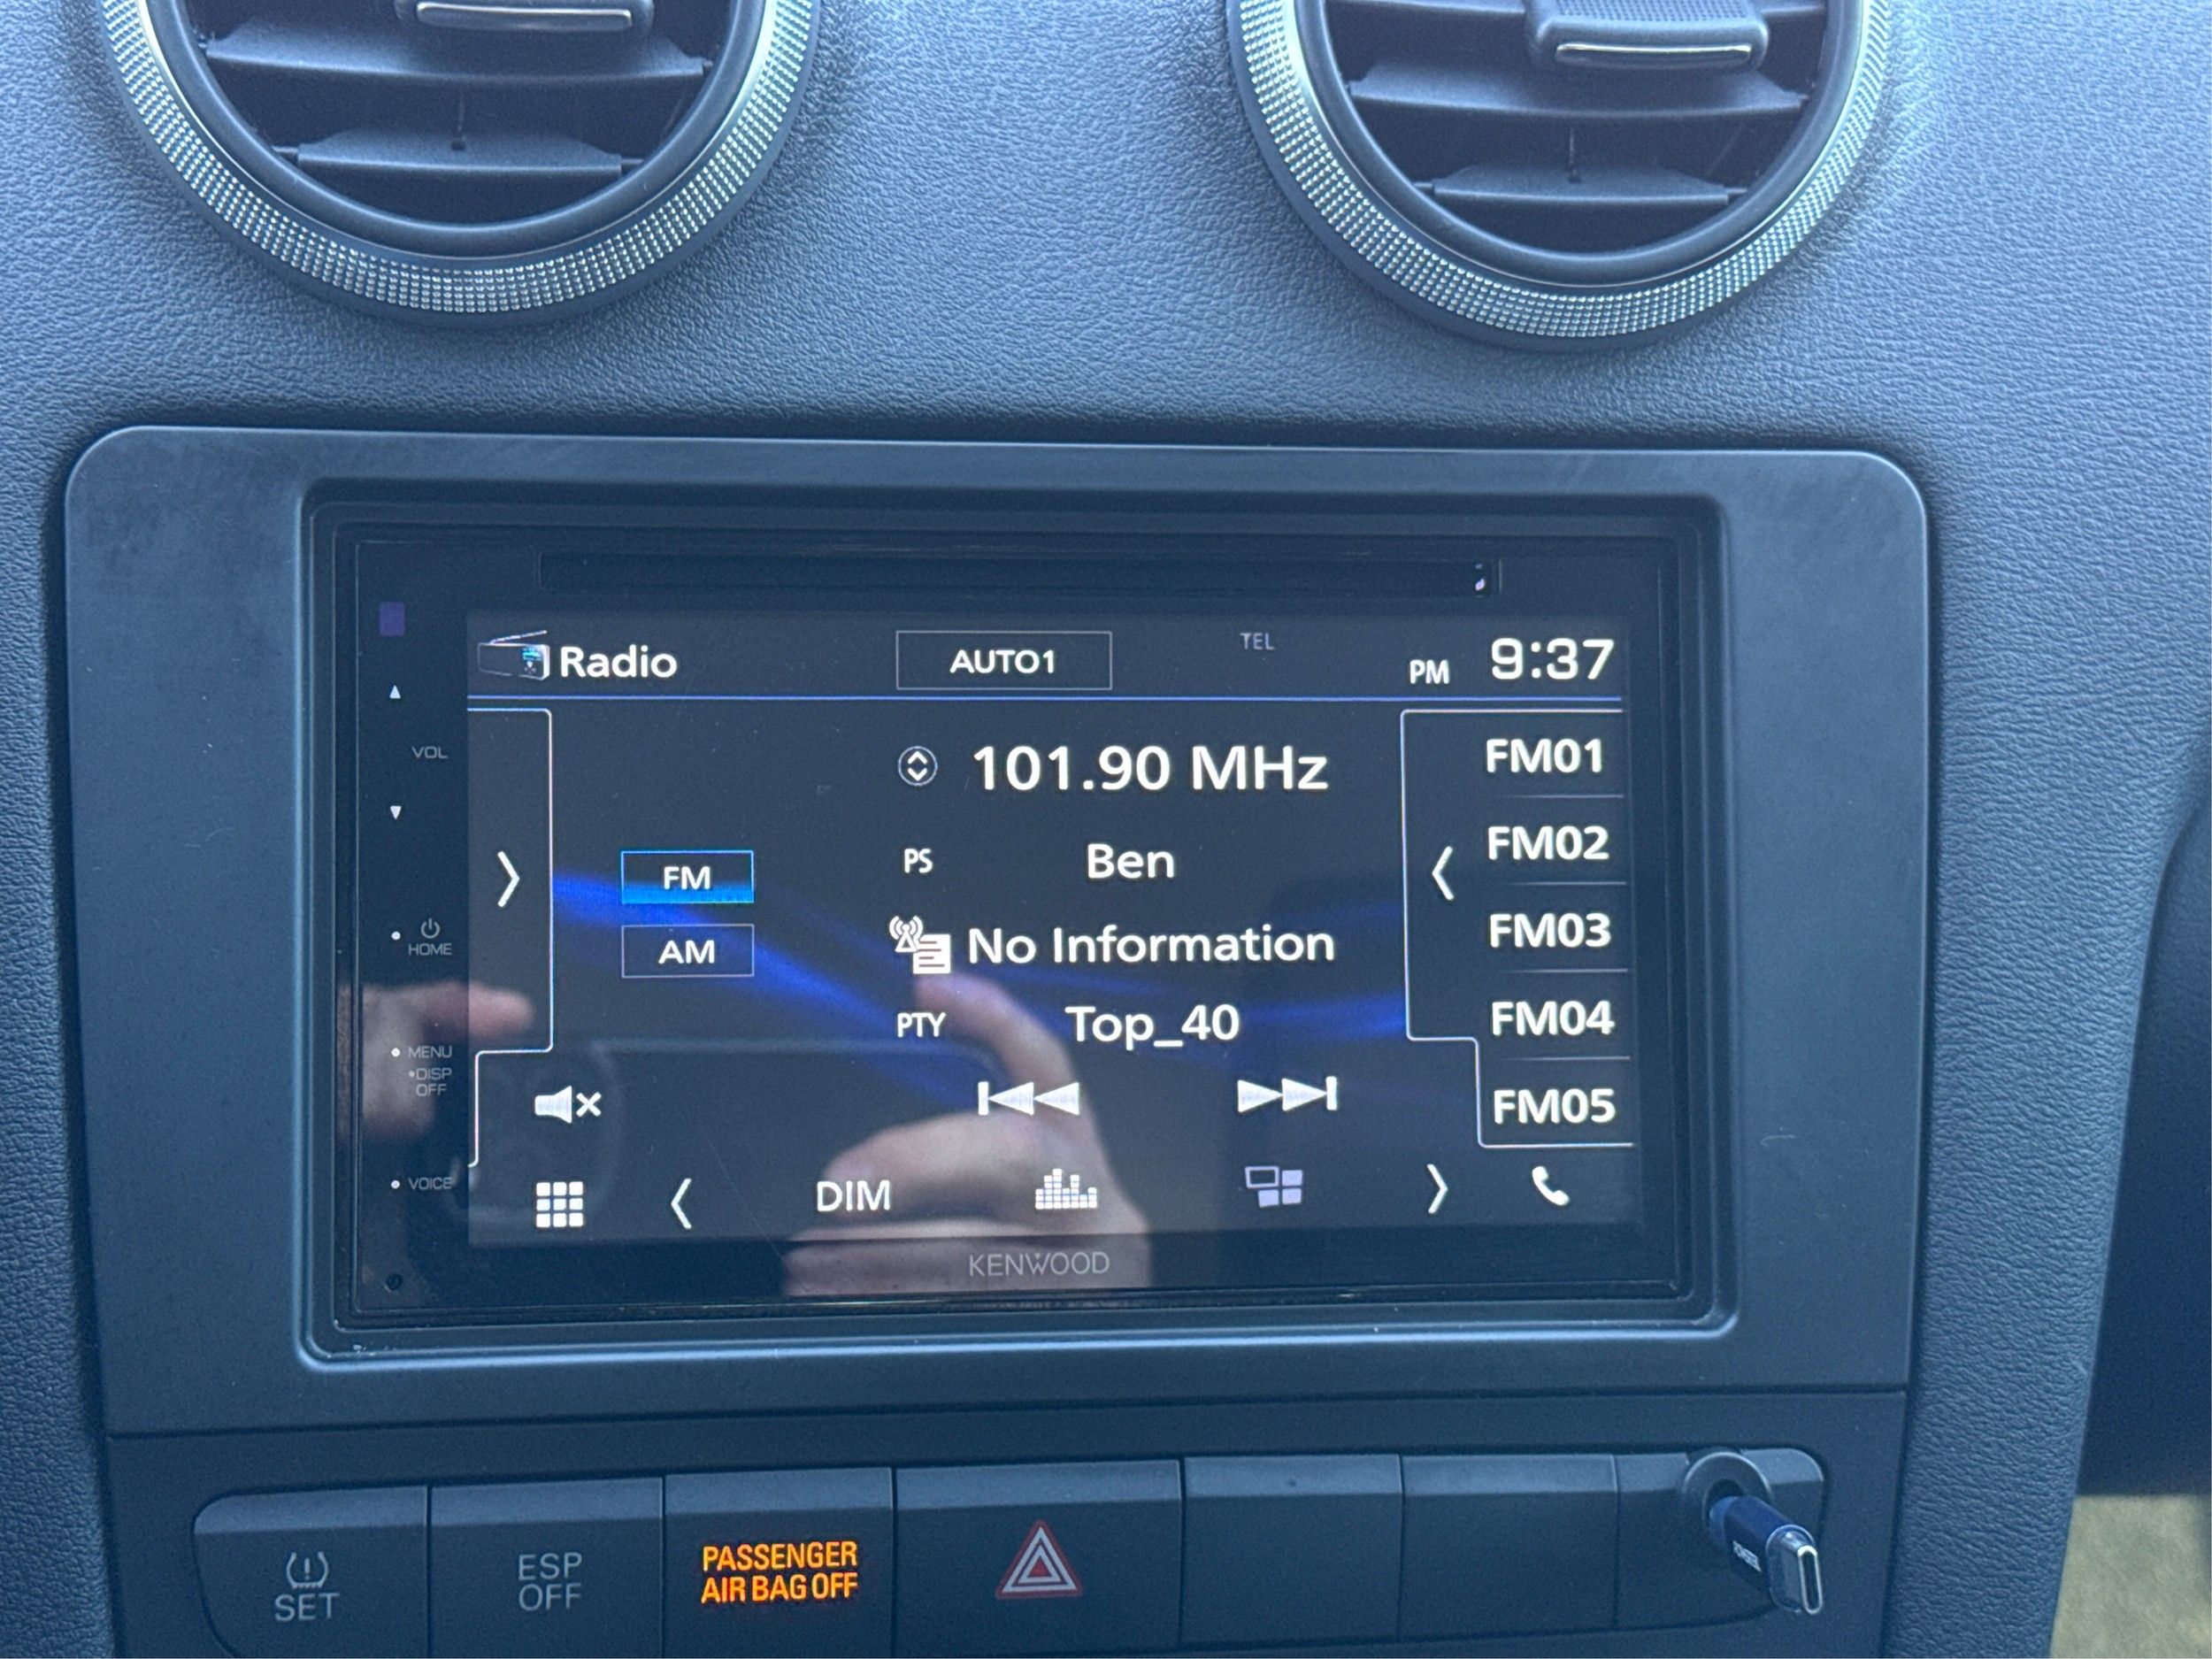 Radio
AUTO1
TEL
PM 9:37
VOL
101.90 MHz
FM01
PS Ben
FM02
FM
AM
HOME
No Information
FM03
PTY Top_40
FM04
MENU
•DISP
OFF
FM05
VOICE
DIM
KENWOOD
SET
ESP
OFF
PASSENGER
AIR BAG OFF